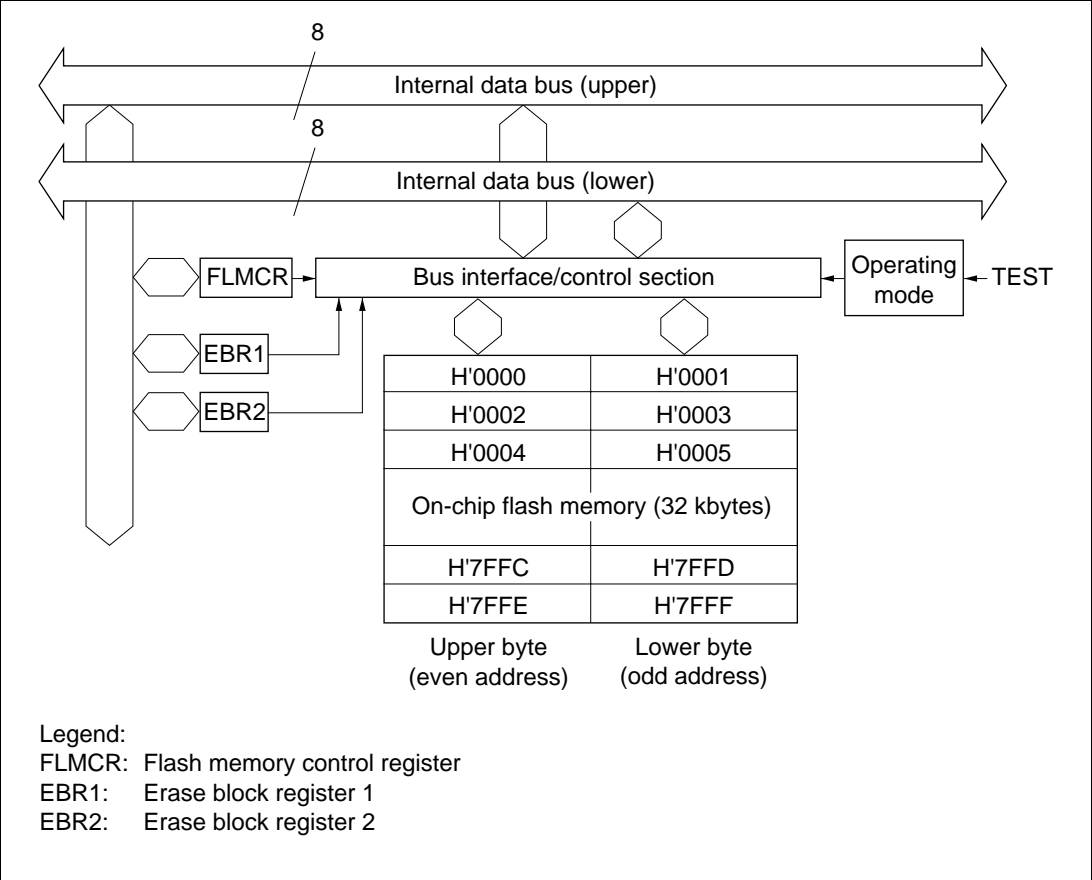 8
Internal data bus (upper)
8
Internal data bus (lower)
FLMCR
Bus interface/control section
Operating
mode
TEST
EBR1
EBR2
H'0000 H'0001
H'0002 H'0003
H'0004 H'0005
On-chip flash memory (32 kbytes)
H'7FFC H'7FFD
H'7FFE H'7FFF
Upper byte
(even address)
Lower byte
(odd address)
Legend:
FLMCR: Flash memory control register
EBR1: Erase block register 1
EBR2: Erase block register 2